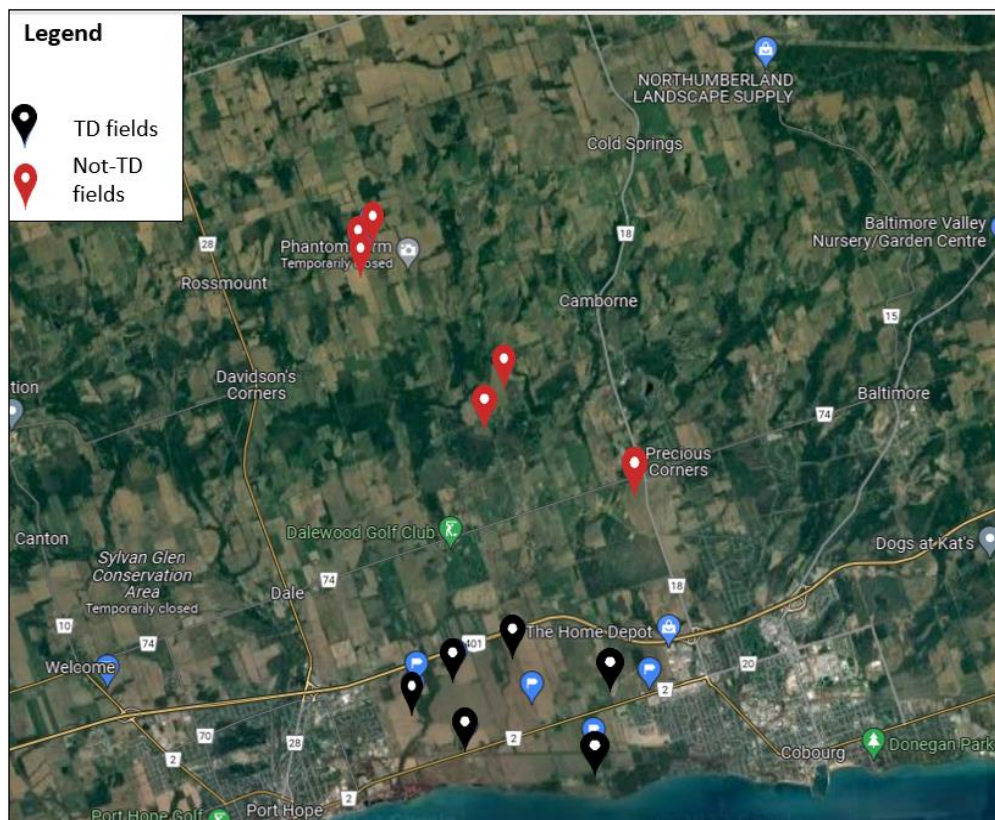 Legend
TD fields
Not-TD
fields
NORTHUMBERLAND
LANDSCAPE SUPPLY
Cold Springs
18
Baltimore Valley
Nursery/Garden Centre
28
Temporarily closed
Rossmount
Camborne
15
Davidson's
Corners
tion
Baltimore
74
Precious
Corners
Dalewood Golf Club
Canton
Dogs at Kat's
Sylvan Glen
Conservation
Area
Temporarily closed
74
Dale
18
10
74
401
The Home Depot
Welcome
20
2
70
28
2
2
Cobourg
Donegan Park
2
Port Hope
Port Hope Golf